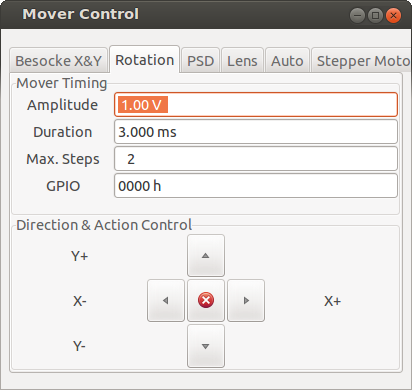 Mover Control
Besocke X&Y Rotation PSD Lens Auto Stepper Moto
Mover Timing
Amplitude 1.00 V
Duration 3.000 ms
Max. Steps 2
GPIO 0000 h
Direction & Action Control
Y+
X- X+
Y-